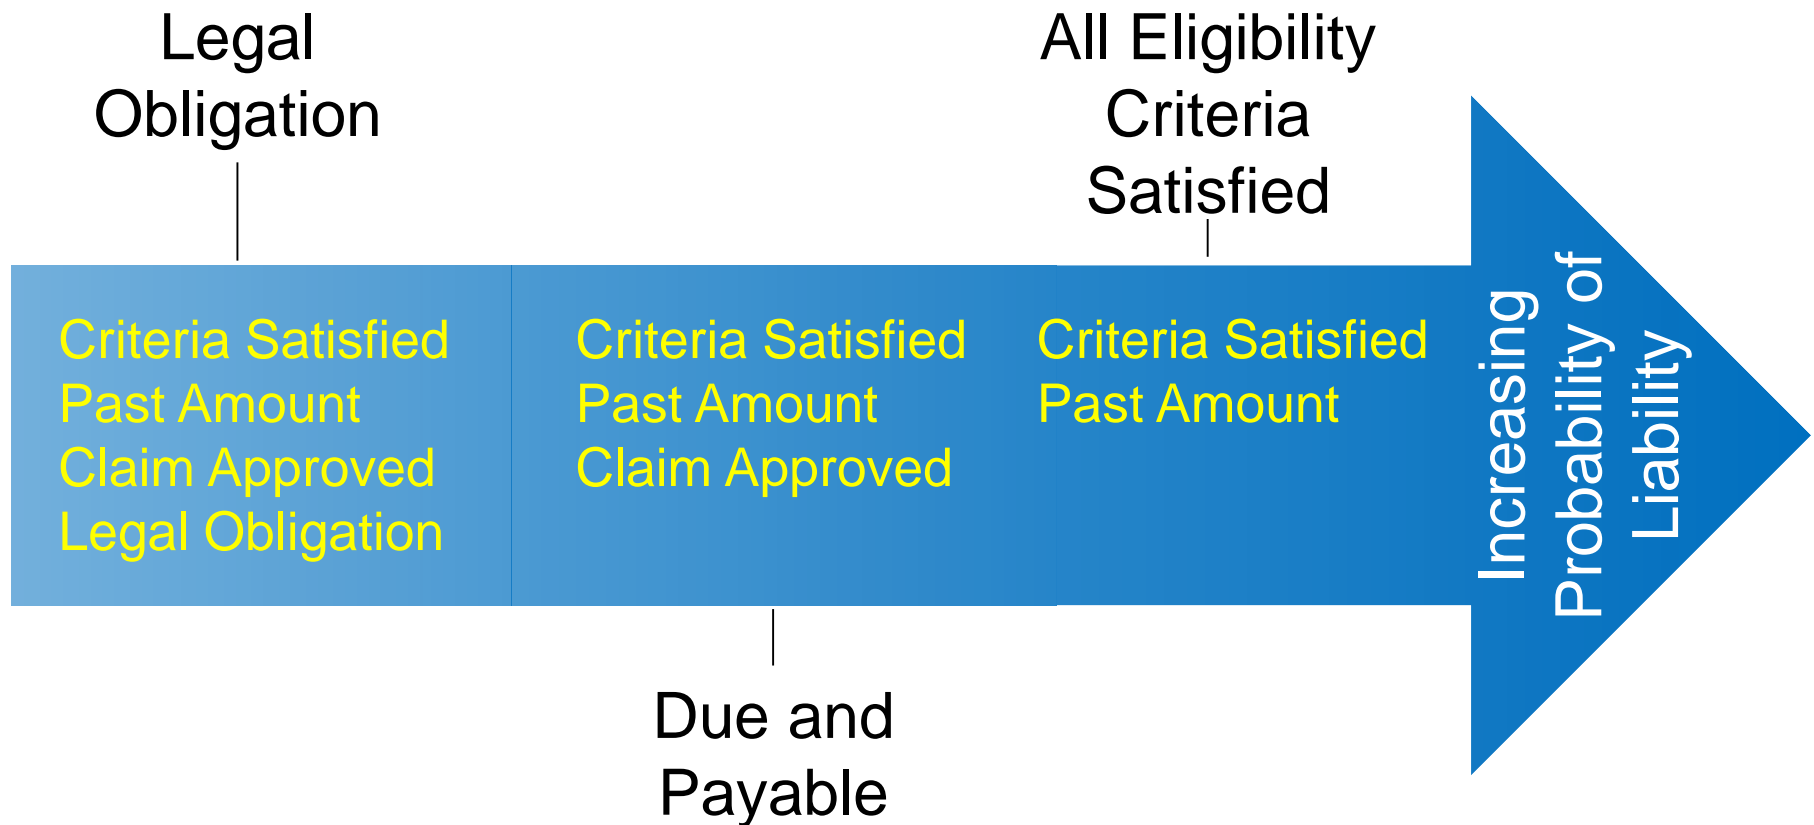 Legal
Obligation
All Eligibility
Criteria
Satisfied
Criteria Satisfied
Past Amount
Claim Approved
Legal Obligation
Criteria Satisfied
Past Amount
Claim Approved
Criteria Satisfied
Past Amount
Increasing
Probability of
Liability
Due and
Payable